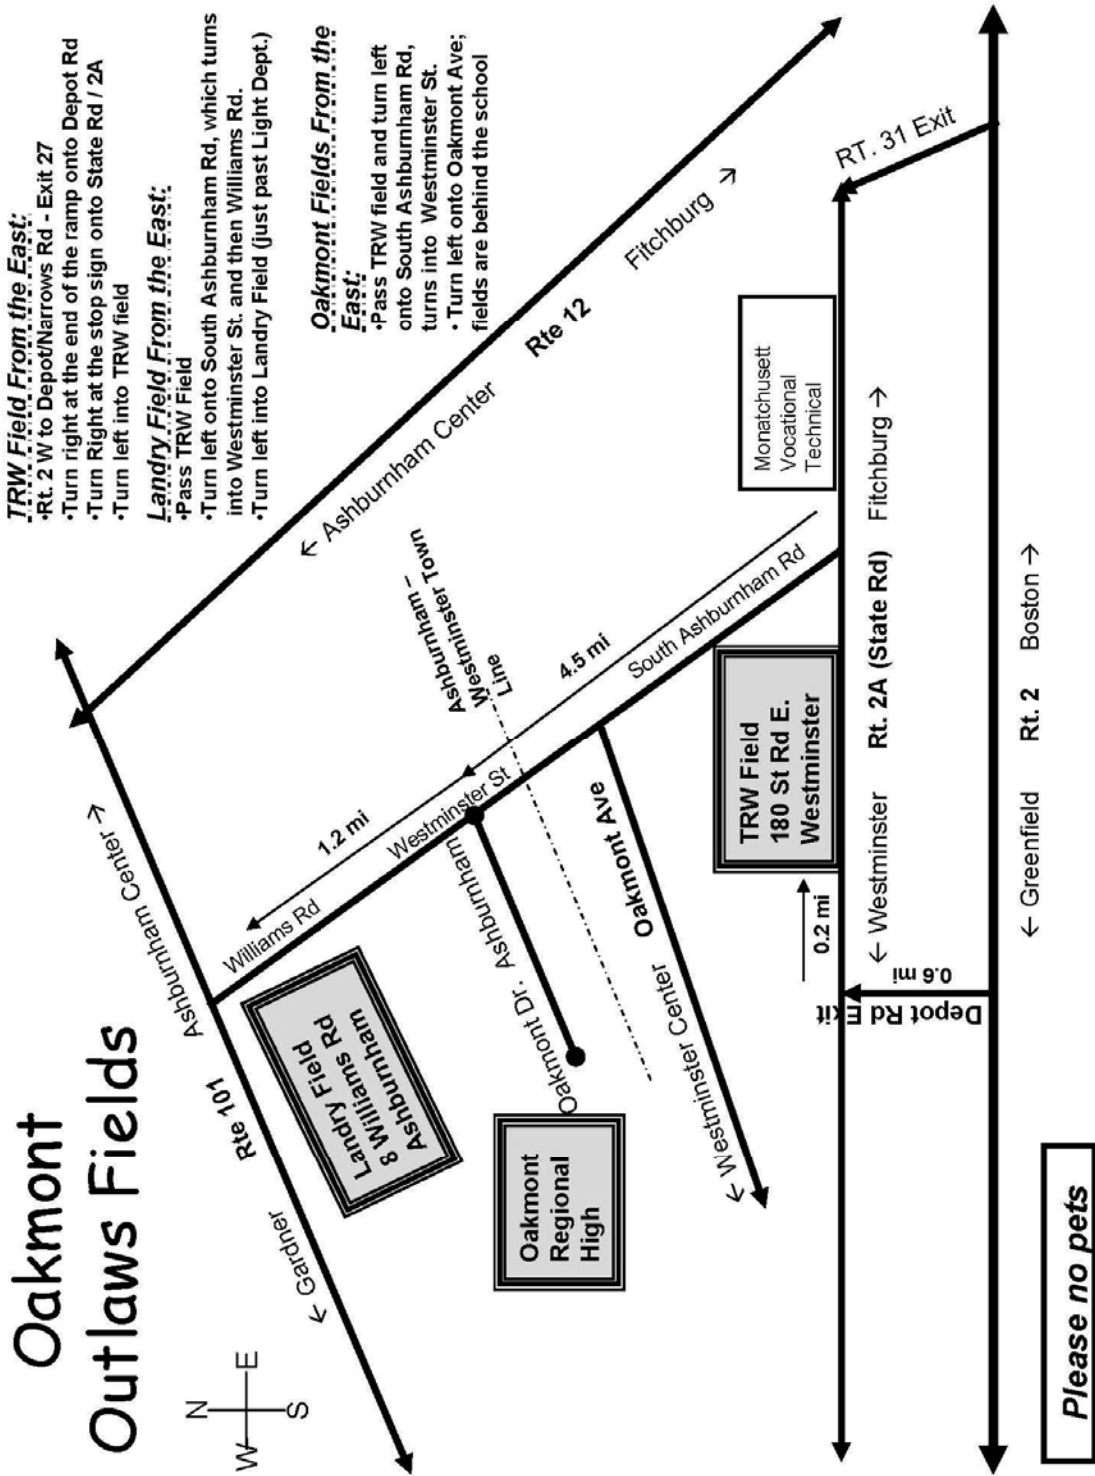 Oakmont
Outlaws Fields
TRW Field From the East:
•Rt. 2 W to Depot/Narrows Rd - Exit 27
•Turn right at the end of the ramp onto Depot Rd
•Turn Right at the stop sign onto State Rd / 2A
•Turn left into TRW field
Landry Field From the East:
•Pass TRW Field
•Turn left onto South Ashburnham Rd, which turns
into Westminster St. and then Williams Rd.
•Turn left into Landry Field (just past Light Dept.)
Oakmont Fields From the
East:
•Pass TRW field and turn left
onto South Ashburnham Rd,
turns into Westminster St.
• Turn left onto Oakmont Ave;
fields are behind the school
N
W E
S
← Gardner
Rte 101
Ashburnham Center →
← Ashburnham Center
Rte 12
Fitchburg →
Landry Field
8 Williams Rd
Ashburnham
Williams Rd
1.2 mi
Westminster St
Ashburnham –
Westminster Town
Line
4.5 mi
South Ashburnham Rd
Oakmont Dr. Ashburnham
Oakmont
Regional
High
← Westminster Center
Oakmont Ave
TRW Field
180 St Rd E.
Westminster
0.2 mi
Monatchusett
Vocational
Technical
RT. 31 Exit
← Westminster
Rt. 2A (State Rd)
Fitchburg →
Depot Rd Exit
0.6 mi
← Greenfield
Rt. 2
Boston →
Please no pets